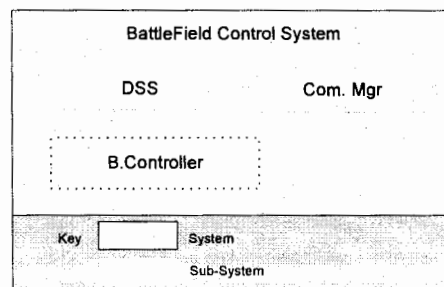 BattleField Control System
DSS Com. Mgr
B.Controller
Key System
Sub-System